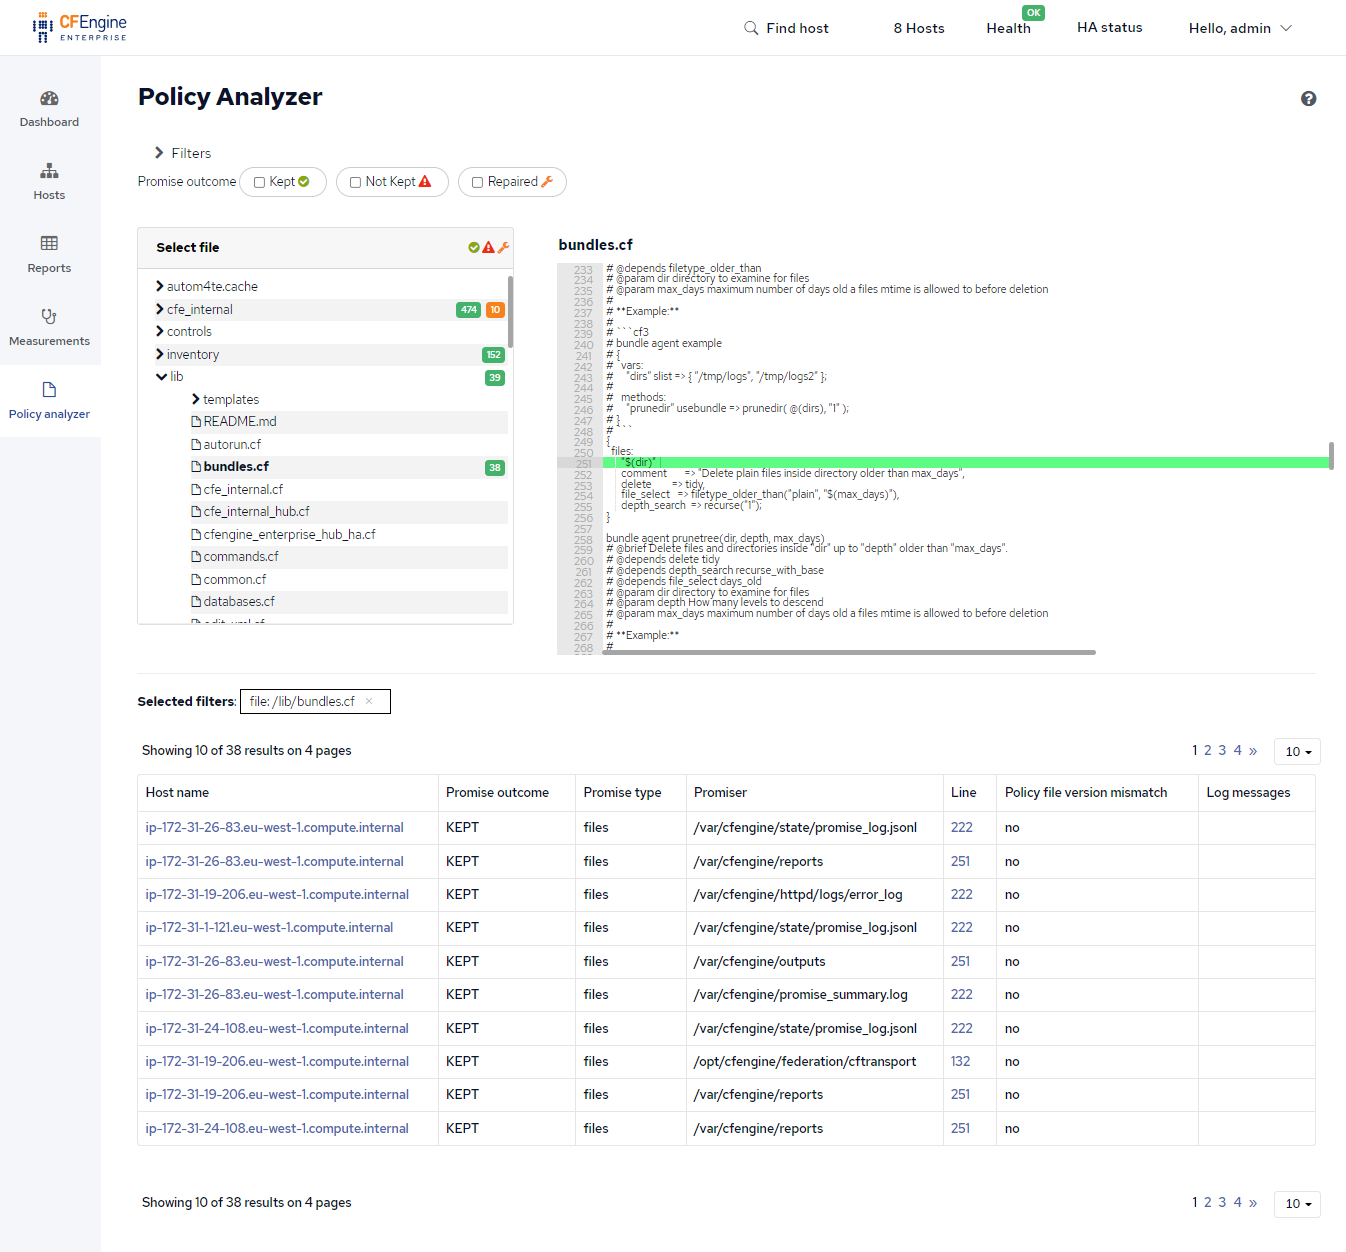 CFEngine
ENTERPRISE
Find host
8 Hosts
Health
OK
HA status
Hello, admin
Dashboard
Hosts
Reports
Measurements
Policy analyzer
Policy Analyzer
Filters
Promise outcome
Kept
Not Kept
Repaired
Select file
autom4te.cache
cfe_internal 474 10
controls
inventory 152
lib 39
templates
README.md
autorun.cf
bundles.cf 38
cfe_internal.cf
cfe_internal_hub.cf
cfengine_enterprise_hub_ha.cf
commands.cf
common.cf
databases.cf
edit_xml.cf
bundles.cf
233 # @depends filetype_older_than
234 # @param dir directory to examine for files
235 # @param max_days maximum number of days old a files mtime is allowed to before deletion
236 #
237 # **Example:**
238 #
239 # ```cf3
240 # bundle agent example
241 # {
242 # vars:
243 # "dirs" slist => { "/tmp/logs", "/tmp/logs2" };
244 #
245 # methods:
246 # "prunedir" usebundle => prunedir( @(dirs), "1" );
247 # }
248 # ```
249 {
250 files:
251 "$(dir)"
252 comment => "Delete plain files inside directory older than max_days",
253 delete => tidy,
254 file_select => filetype_older_than("plain", "$(max_days)"),
255 depth_search => recurse("1");
256 }
257
258 bundle agent prunetree(dir, depth, max_days)
259 # @brief Delete files and directories inside "dir" up to "depth" older than "max_days".
260 # @depends delete tidy
261 # @depends depth_search recurse_with_base
262 # @depends file_select days_old
263 # @param dir directory to examine for files
264 # @param depth How many levels to descend
265 # @param max_days maximum number of days old a files mtime is allowed to before deletion
266 #
267 # **Example:**
268 #
Selected filters: file: /lib/bundles.cf ×
Showing 10 of 38 results on 4 pages
1 2 3 4 » 10
Host name Promise outcome Promise type Promiser Line Policy file version mismatch Log messages
ip-172-31-26-83.eu-west-1.compute.internal KEPT files /var/cfengine/state/promise_log.jsonl 222 no
ip-172-31-26-83.eu-west-1.compute.internal KEPT files /var/cfengine/reports 251 no
ip-172-31-19-206.eu-west-1.compute.internal KEPT files /var/cfengine/httpd/logs/error_log 222 no
ip-172-31-1-121.eu-west-1.compute.internal KEPT files /var/cfengine/state/promise_log.jsonl 222 no
ip-172-31-26-83.eu-west-1.compute.internal KEPT files /var/cfengine/outputs 251 no
ip-172-31-26-83.eu-west-1.compute.internal KEPT files /var/cfengine/promise_summary.log 222 no
ip-172-31-24-108.eu-west-1.compute.internal KEPT files /var/cfengine/state/promise_log.jsonl 222 no
ip-172-31-19-206.eu-west-1.compute.internal KEPT files /opt/cfengine/federation/cftransport 132 no
ip-172-31-19-206.eu-west-1.compute.internal KEPT files /var/cfengine/reports 251 no
ip-172-31-24-108.eu-west-1.compute.internal KEPT files /var/cfengine/reports 251 no
Showing 10 of 38 results on 4 pages
1 2 3 4 » 10